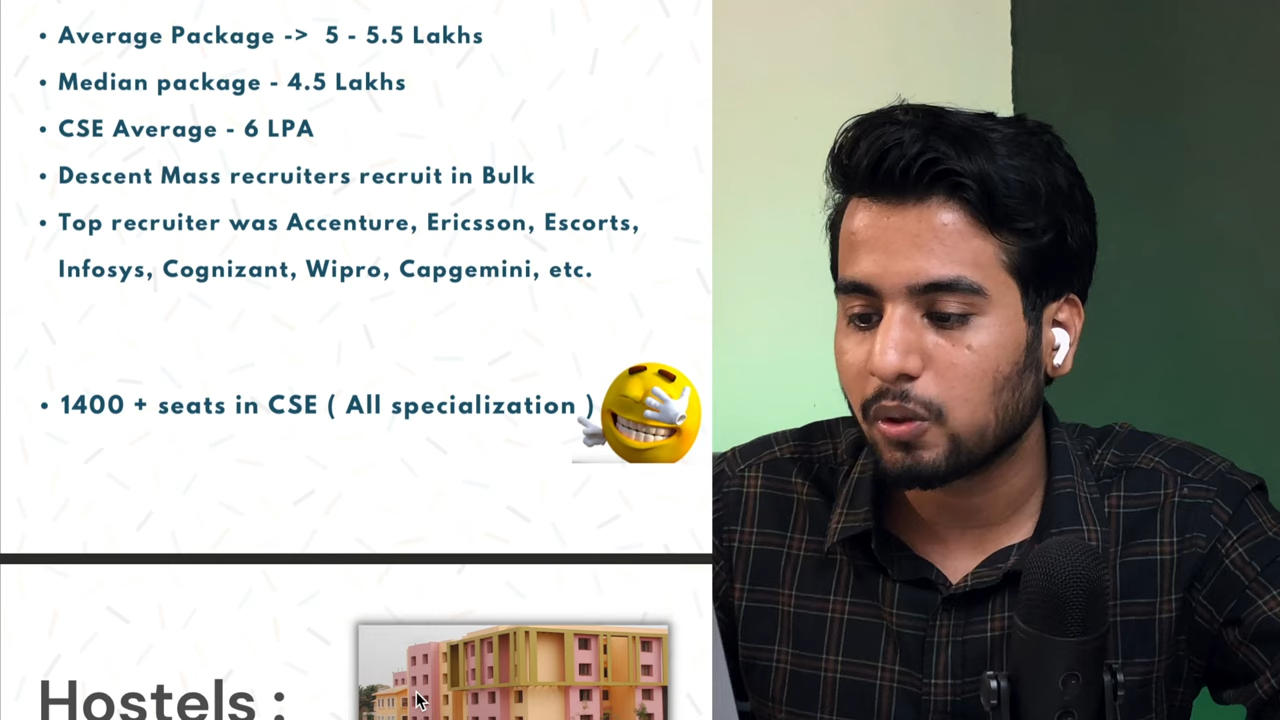 • Average Package -> 5 - 5.5 Lakhs
• Median package - 4.5 Lakhs
• CSE Average - 6 LPA
• Descent Mass recruiters recruit in Bulk
• Top recruiter was Accenture, Ericsson, Escorts,
Infosys, Cognizant, Wipro, Capgemini, etc.
• 1400 + seats in CSE ( All specialization )
Hostels :